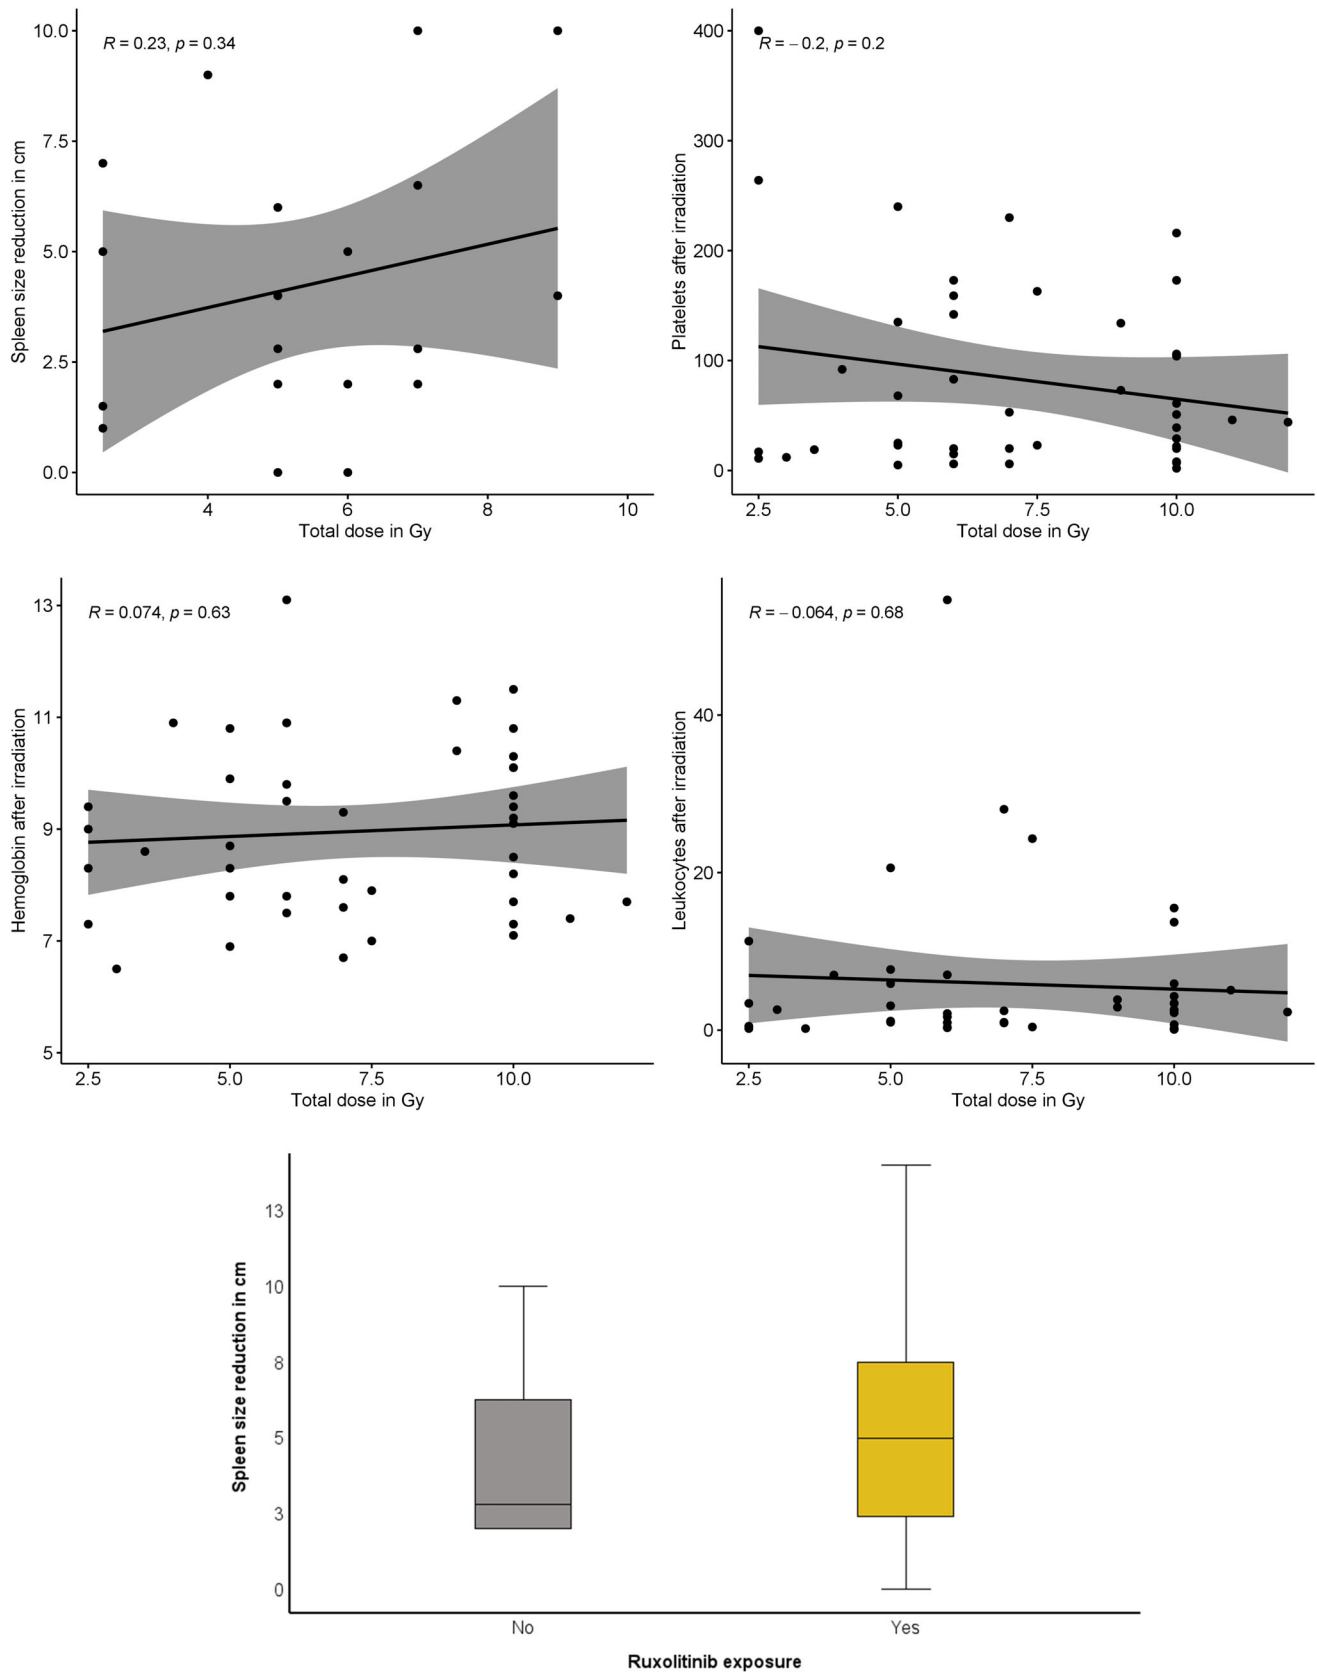 R = 0.23, p = 0.34
10.0
7.5
5.0
2.5
0.0
Spleen size reduction in cm
4 6 8 10
Total dose in Gy
R = − 0.2, p = 0.2
400
300
200
100
0
Platelets after irradiation
2.5 5.0 7.5 10.0
Total dose in Gy
R = 0.074, p = 0.63
13
11
9
7
5
Hemoglobin after irradiation
2.5 5.0 7.5 10.0
Total dose in Gy
R = − 0.064, p = 0.68
40
20
0
Leukocytes after irradiation
2.5 5.0 7.5 10.0
Total dose in Gy
13
10
8
5
3
0
Spleen size reduction in cm
No Yes
Ruxolitinib exposure